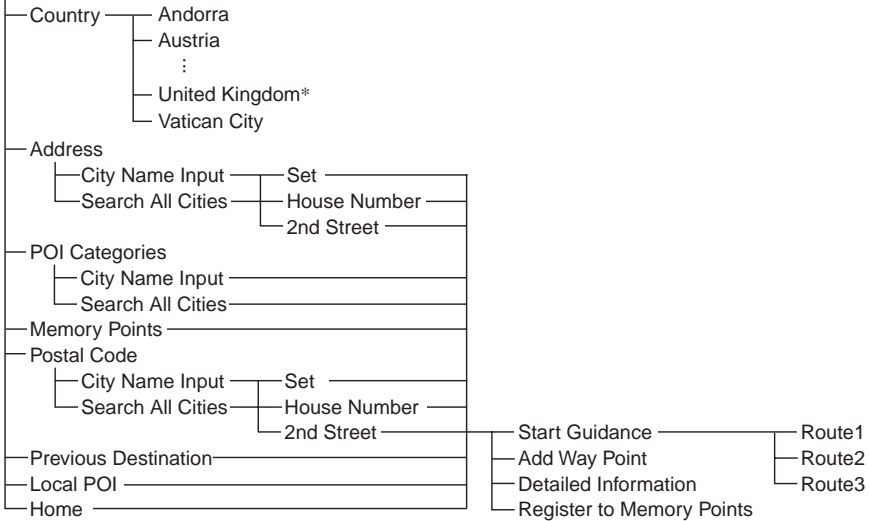 Country Andorra
Austria
⋮
United Kingdom*
Vatican City
Address
City Name Input Set
Search All Cities House Number
2nd Street
POI Categories
City Name Input
Search All Cities
Memory Points
Postal Code
City Name Input Set
Search All Cities House Number
2nd Street Start Guidance Route1
Previous Destination Add Way Point Route2
Local POI Detailed Information Route3
Home Register to Memory Points